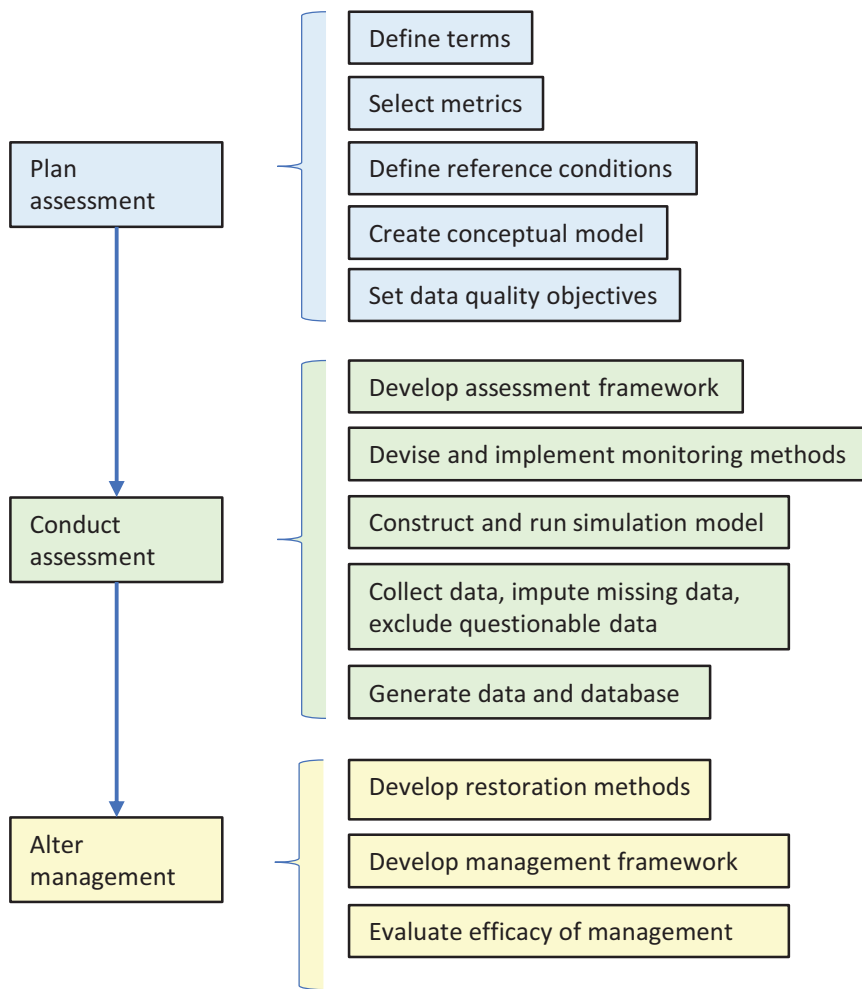 Plan
assessment
Define terms
Select metrics
Define reference conditions
Create conceptual model
Set data quality objectives
Conduct
assessment
Develop assessment framework
Devise and implement monitoring methods
Construct and run simulation model
Collect data, impute missing data,
exclude questionable data
Generate data and database
Alter
management
Develop restoration methods
Develop management framework
Evaluate efficacy of management